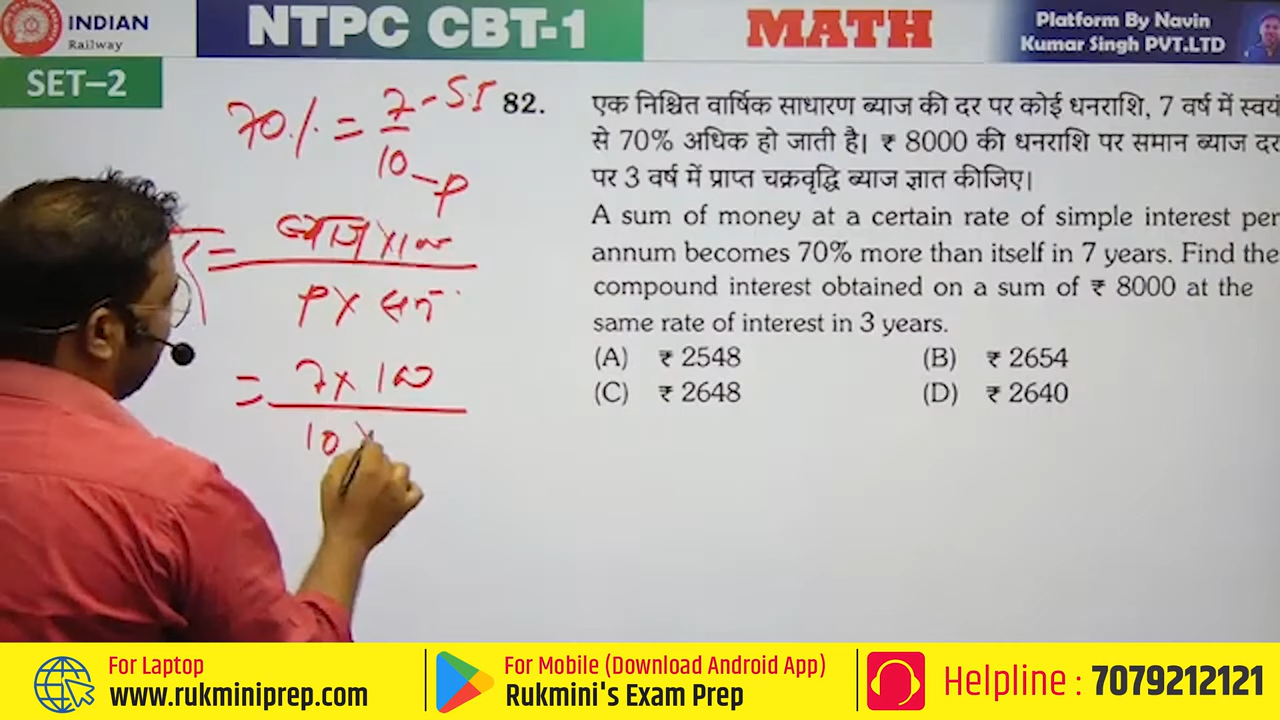 INDIAN
Railway
NTPC CBT-1
MATH
Platform By Navin
Kumar Singh PVT.LTD
SET–2
70% = 7 - S.I
10 - P
= ब्याज × 100
P × समय
= 7 × 100
10 ×
82. एक निश्चित वार्षिक साधारण ब्याज की दर पर कोई धनराशि, 7 वर्ष में स्वयं
से 70% अधिक हो जाती है। ₹ 8000 की धनराशि पर समान ब्याज दर
पर 3 वर्ष में प्राप्त चक्रवृद्धि ब्याज ज्ञात कीजिए।
A sum of money at a certain rate of simple interest per
annum becomes 70% more than itself in 7 years. Find the
compound interest obtained on a sum of ₹ 8000 at the
same rate of interest in 3 years.
(A) ₹ 2548 (B) ₹ 2654
(C) ₹ 2648 (D) ₹ 2640
For Laptop
www.rukminiprep.com
For Mobile (Download Android App)
Rukmini's Exam Prep
Helpline : 7079212121